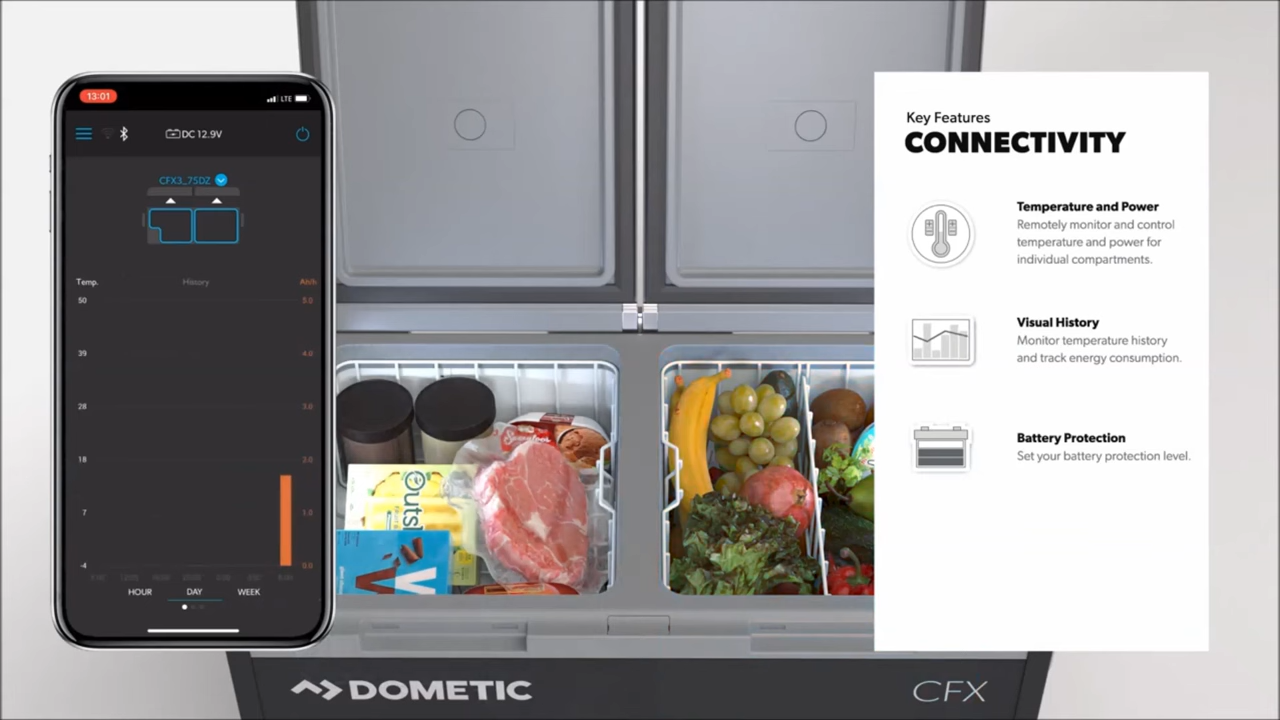 13:01
LTE
DC 12.9V
CFX3_75DZ
Temp.
History
Ah/h
50
5.0
39
4.0
28
3.0
18
2.0
7
1.0
-4
0.0
HOUR
DAY
WEEK
Key Features
CONNECTIVITY
Temperature and Power
Remotely monitor and control
temperature and power for
individual compartments.
Visual History
Monitor temperature history
and track energy consumption.
Battery Protection
Set your battery protection level.
Outsh
DOMETIC
CFX